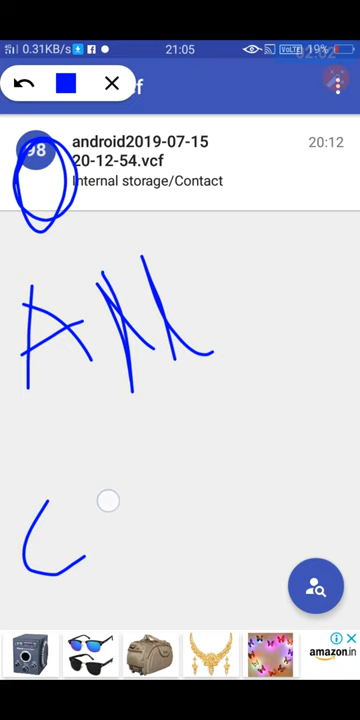 0.31KB/s 21:05 VoLTE 19%
f
98 android2019-07-15 20:12
20-12-54.vcf
Internal storage/Contact
All
C
amazon.in